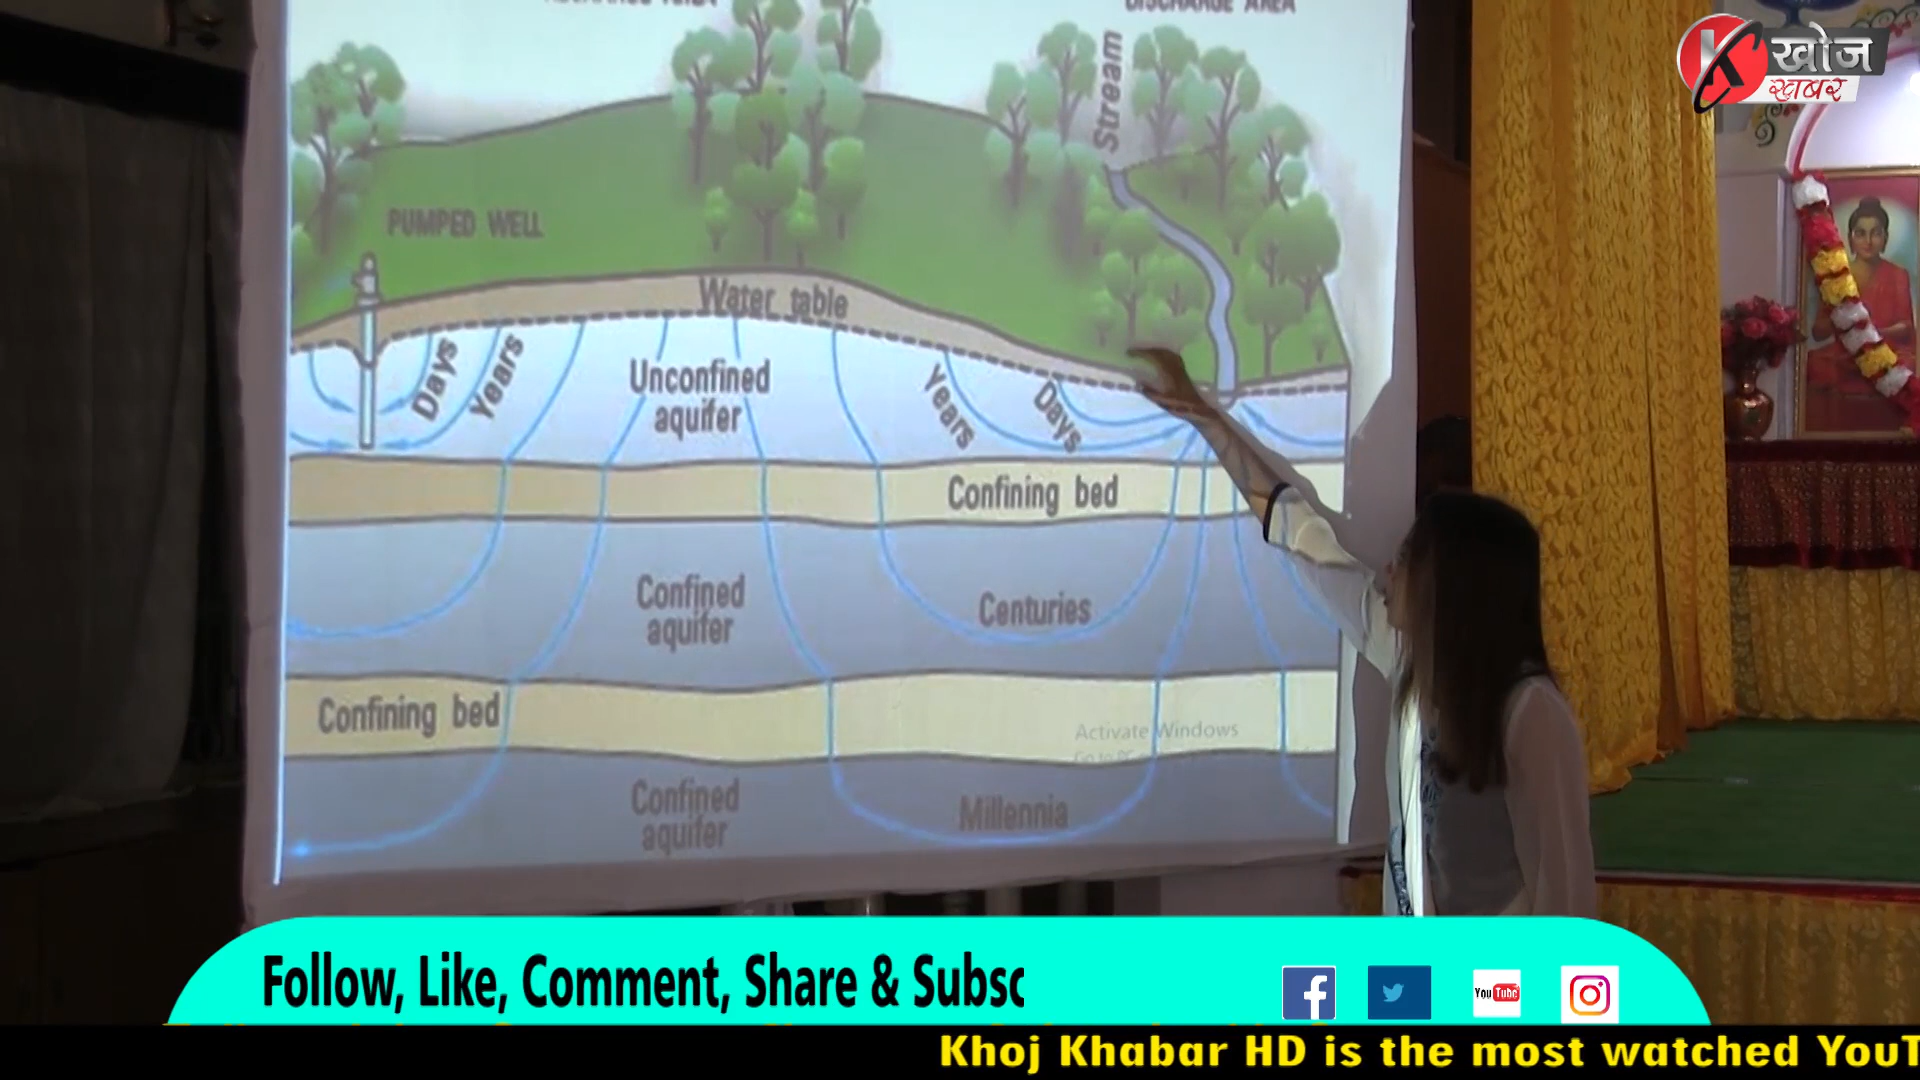 DISCHARGE AREA
खोज
खबर
Stream
PUMPED WELL
Water table
Days
Years
Unconfined
aquifer
Years
Days
Confining bed
Confined
aquifer
Centuries
Confining bed
Activate Windows
Confined
aquifer
Millennia
Follow, Like, Comment, Share & Subsc
You Tube
Khoj Khabar HD is the most watched YouT